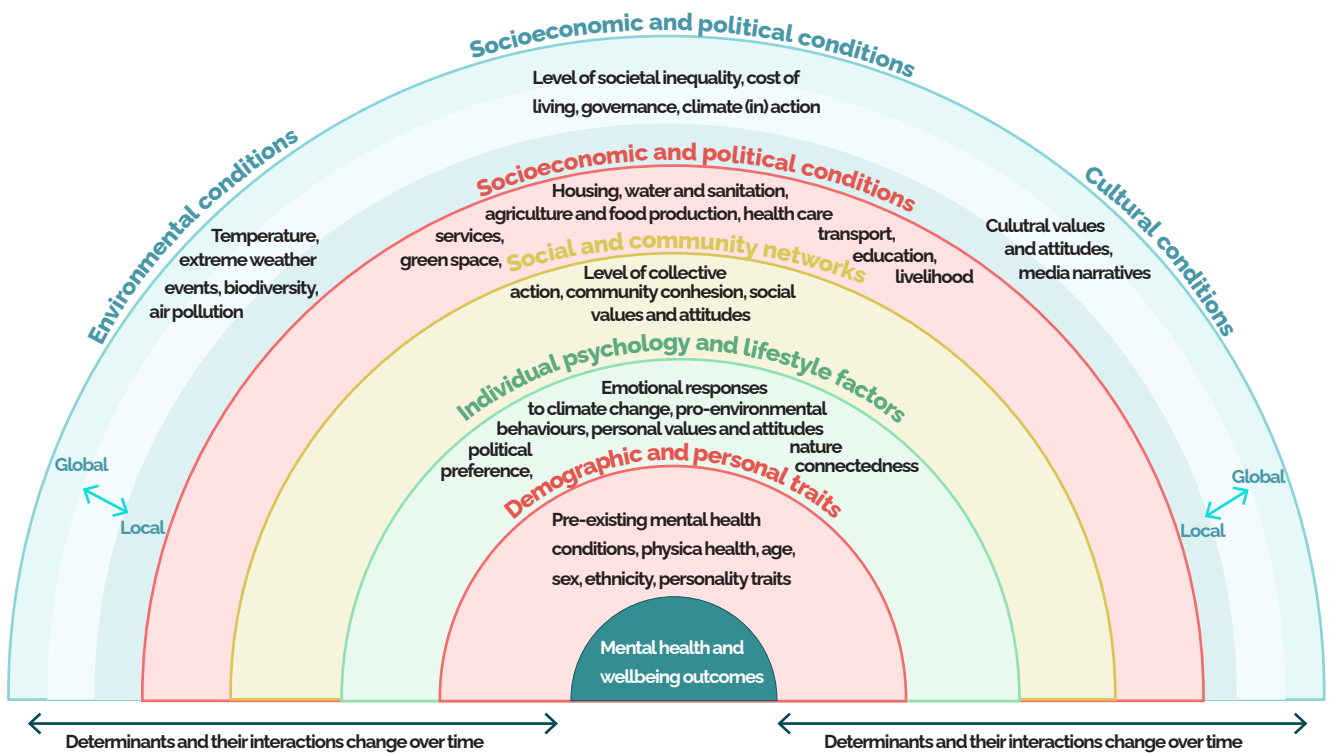 Socioeconomic and political conditions
Level of societal inequality, cost of
living, governance, climate (in) action
Environmental conditions
Temperature,
extreme weather
events, biodiversity,
air pollution
Cultural conditions
Culutral values
and attitudes,
media narratives
Socioeconomic and political conditions
Housing, water and sanitation,
agriculture and food production, health care
services,
green space,
transport,
education,
livelihood
Social and community networks
Level of collective
action, community conhesion, social
values and attitudes
Individual psychology and lifestyle factors
Emotional responses
to climate change, pro-environmental
behaviours, personal values and attitudes
political
preference,
nature
connectedness
Demographic and personal traits
Pre-existing mental health
conditions, physica health, age,
sex, ethnicity, personality traits
Mental health and
wellbeing outcomes
Global
Local
Global
Local
Determinants and their interactions change over time
Determinants and their interactions change over time